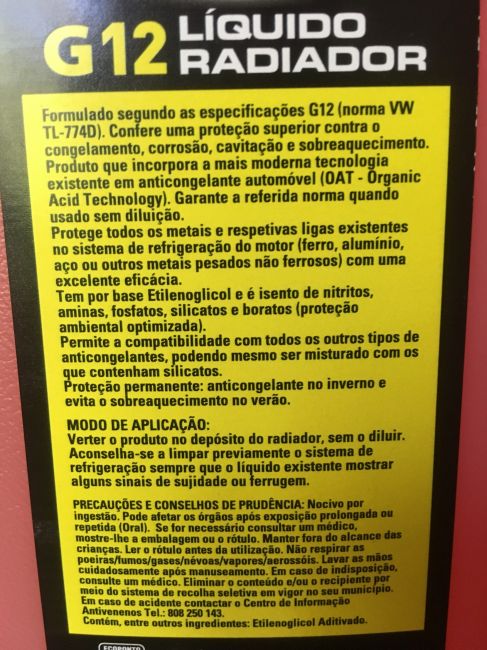 G12 LÍQUIDO
RADIADOR
Formulado segundo as especificações G12 (norma VW
TL-774D). Confere uma proteção superior contra o
congelamento, corrosão, cavitação e sobreaquecimento.
Produto que incorpora a mais moderna tecnologia
existente em anticongelante automóvel (OAT - Organic
Acid Technology). Garante a referida norma quando
usado sem diluição.
Protege todos os metais e respetivas ligas existentes
no sistema de refrigeração do motor (ferro, alumínio,
aço ou outros metais pesados não ferrosos) com uma
excelente eficácia.
Tem por base Etilenoglicol e é isento de nitritos,
aminas, fosfatos, silicatos e boratos (proteção
ambiental optimizada).
Permite a compatibilidade com todos os outros tipos de
anticongelantes, podendo mesmo ser misturado com os
que contenham silicatos.
Proteção permanente: anticongelante no inverno e
evita o sobreaquecimento no verão.
MODO DE APLICAÇÃO:
Verter o produto no depósito do radiador, sem o diluir.
Aconselha-se a limpar previamente o sistema de
refrigeração sempre que o líquido existente mostrar
alguns sinais de sujidade ou ferrugem.
PRECAUÇÕES E CONSELHOS DE PRUDÊNCIA: Nocivo por
ingestão. Pode afetar os órgãos após exposição prolongada ou
repetida (Oral). Se for necessário consultar um médico,
mostre-lhe a embalagem ou o rótulo. Manter fora do alcance das
crianças. Ler o rótulo antes da utilização. Não respirar as
poeiras/fumos/gases/névoas/vapores/aerossóis. Lavar as mãos
cuidadosamente após manuseamento. Em caso de indisposição,
consulte um médico. Eliminar o conteúdo e/ou o recipiente por
meio do sistema de recolha seletiva em vigor no seu município.
Em caso de acidente contactar o Centro de Informação
Antivenenos Tel.: 808 250 143.
Contém, entre outros ingredientes: Etilenoglicol Aditivado.
ECOPONTO